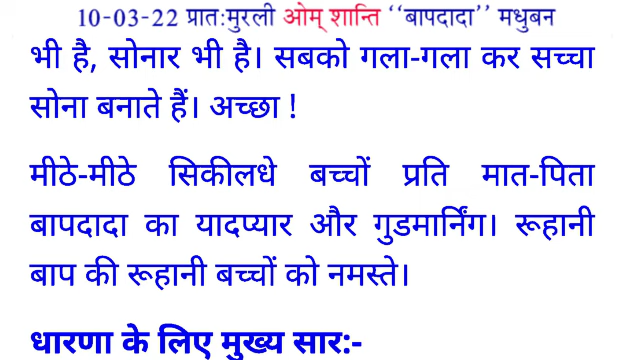 10-03-22 प्रात:मुरली ओम् शान्ति ‘‘बापदादा’’ मधुबन
भी है, सोनार भी है। सबको गला-गला कर सच्चा
सोना बनाते हैं। अच्छा !
मीठे-मीठे सिकीलधे बच्चों प्रति मात-पिता
बापदादा का यादप्यार और गुडमार्निंग। रूहानी
बाप की रूहानी बच्चों को नमस्ते।
धारणा के लिए मुख्य सार:-